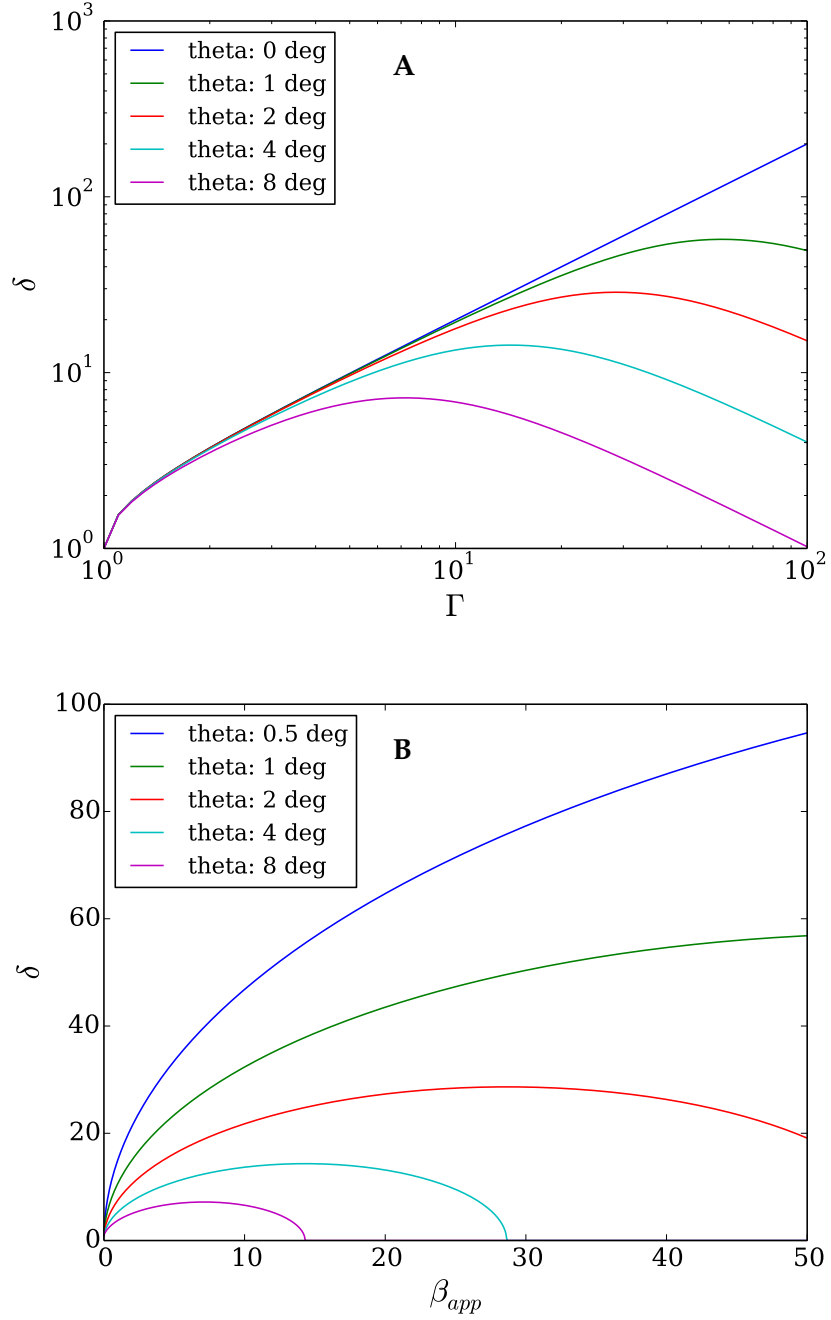 10^3
theta: 0 deg
A
theta: 1 deg
theta: 2 deg
theta: 4 deg
theta: 8 deg
10^2
δ
10^1
10^0
10^0 10^1 10^2
Γ
100
theta: 0.5 deg
B
theta: 1 deg
theta: 2 deg
theta: 4 deg
theta: 8 deg
80
60
δ
40
20
0
0 10 20 30 40 50
β_app